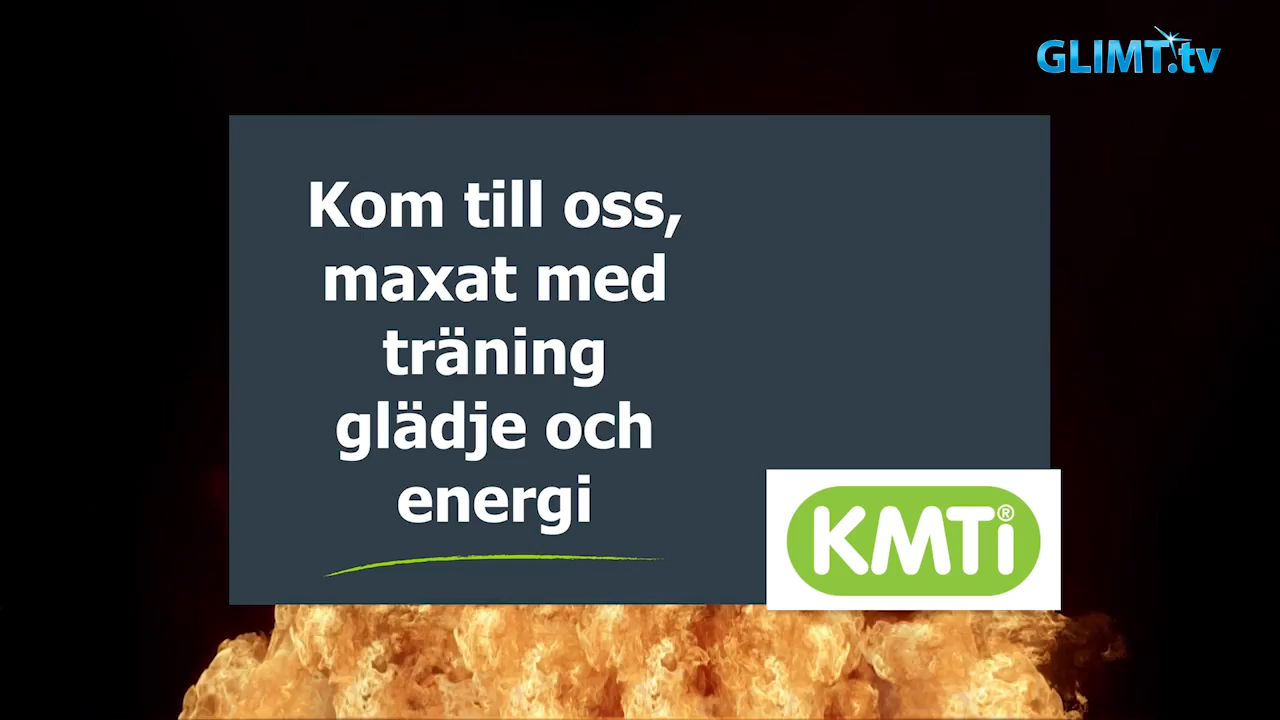 GLIMT.tv
Kom till oss,
maxat med
träning
glädje och
energi
KMTi®